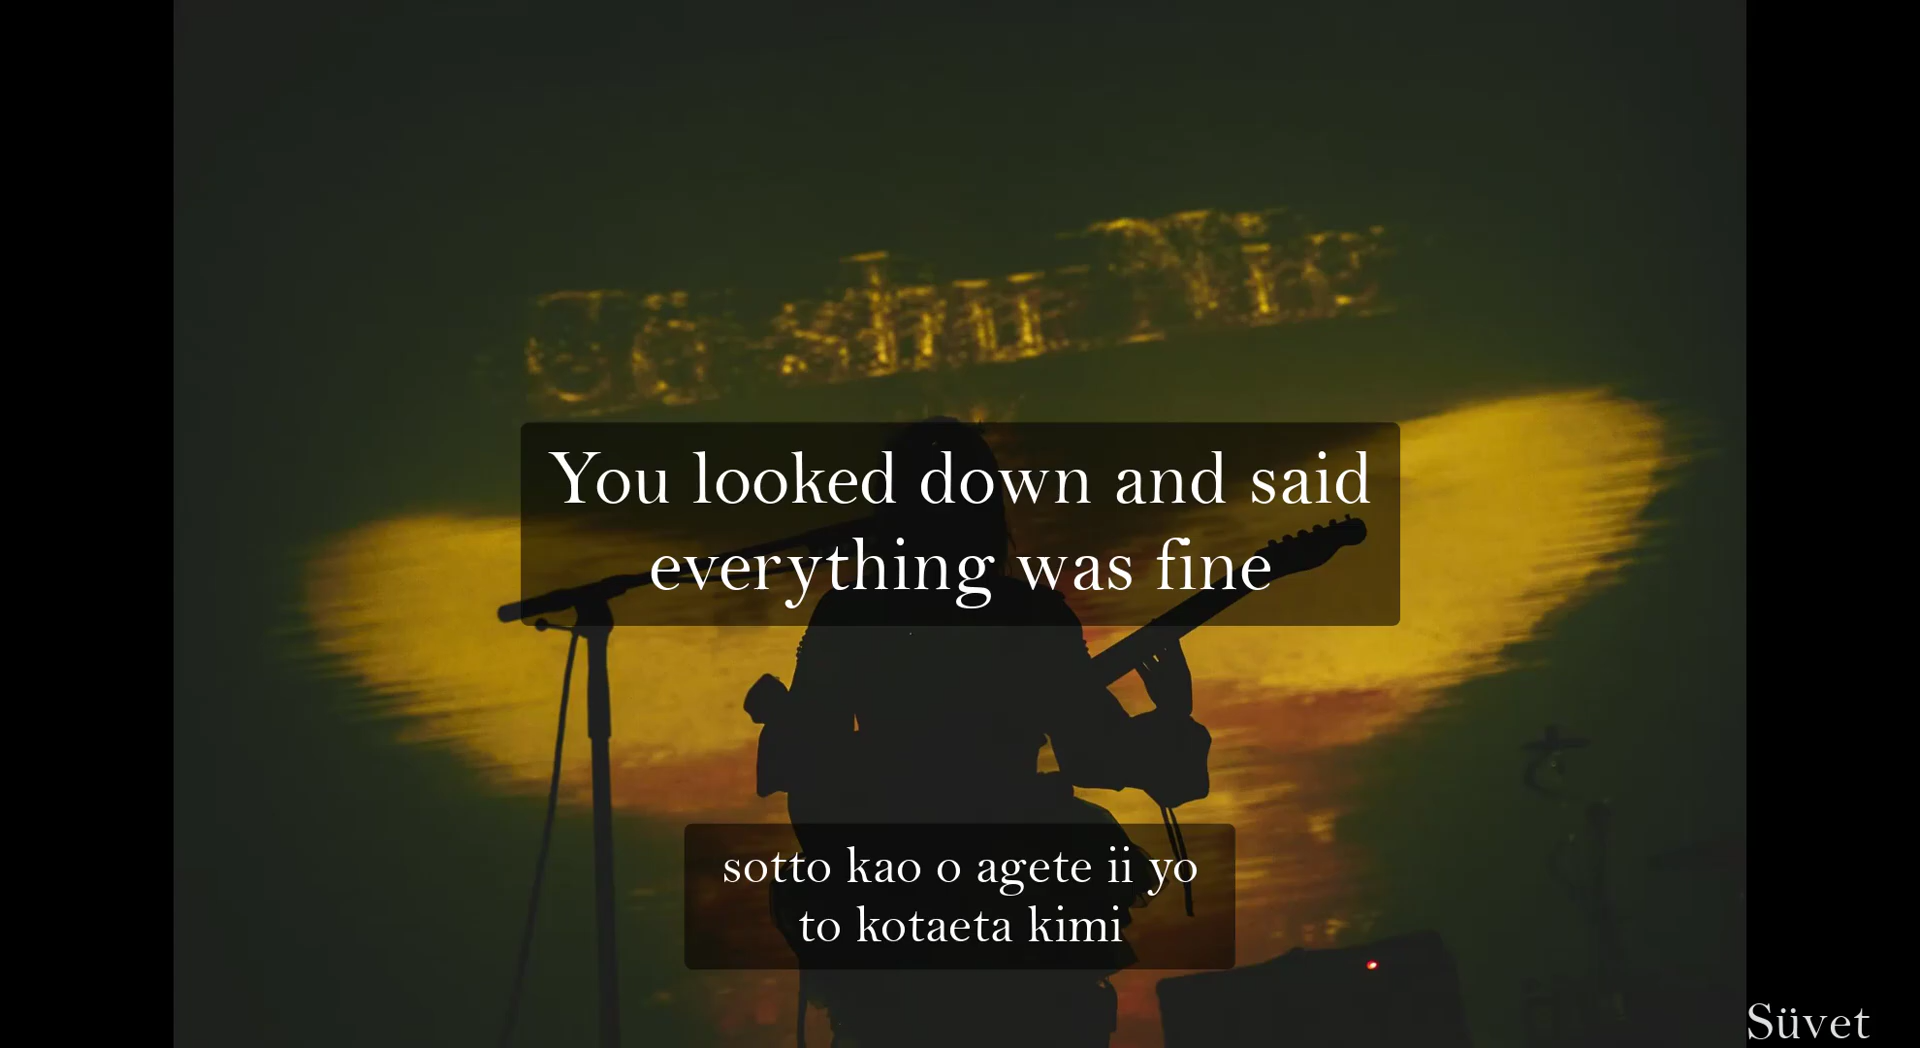 You looked down and said
everything was fine
sotto kao o agete ii yo
to kotaeta kimi
Süvet